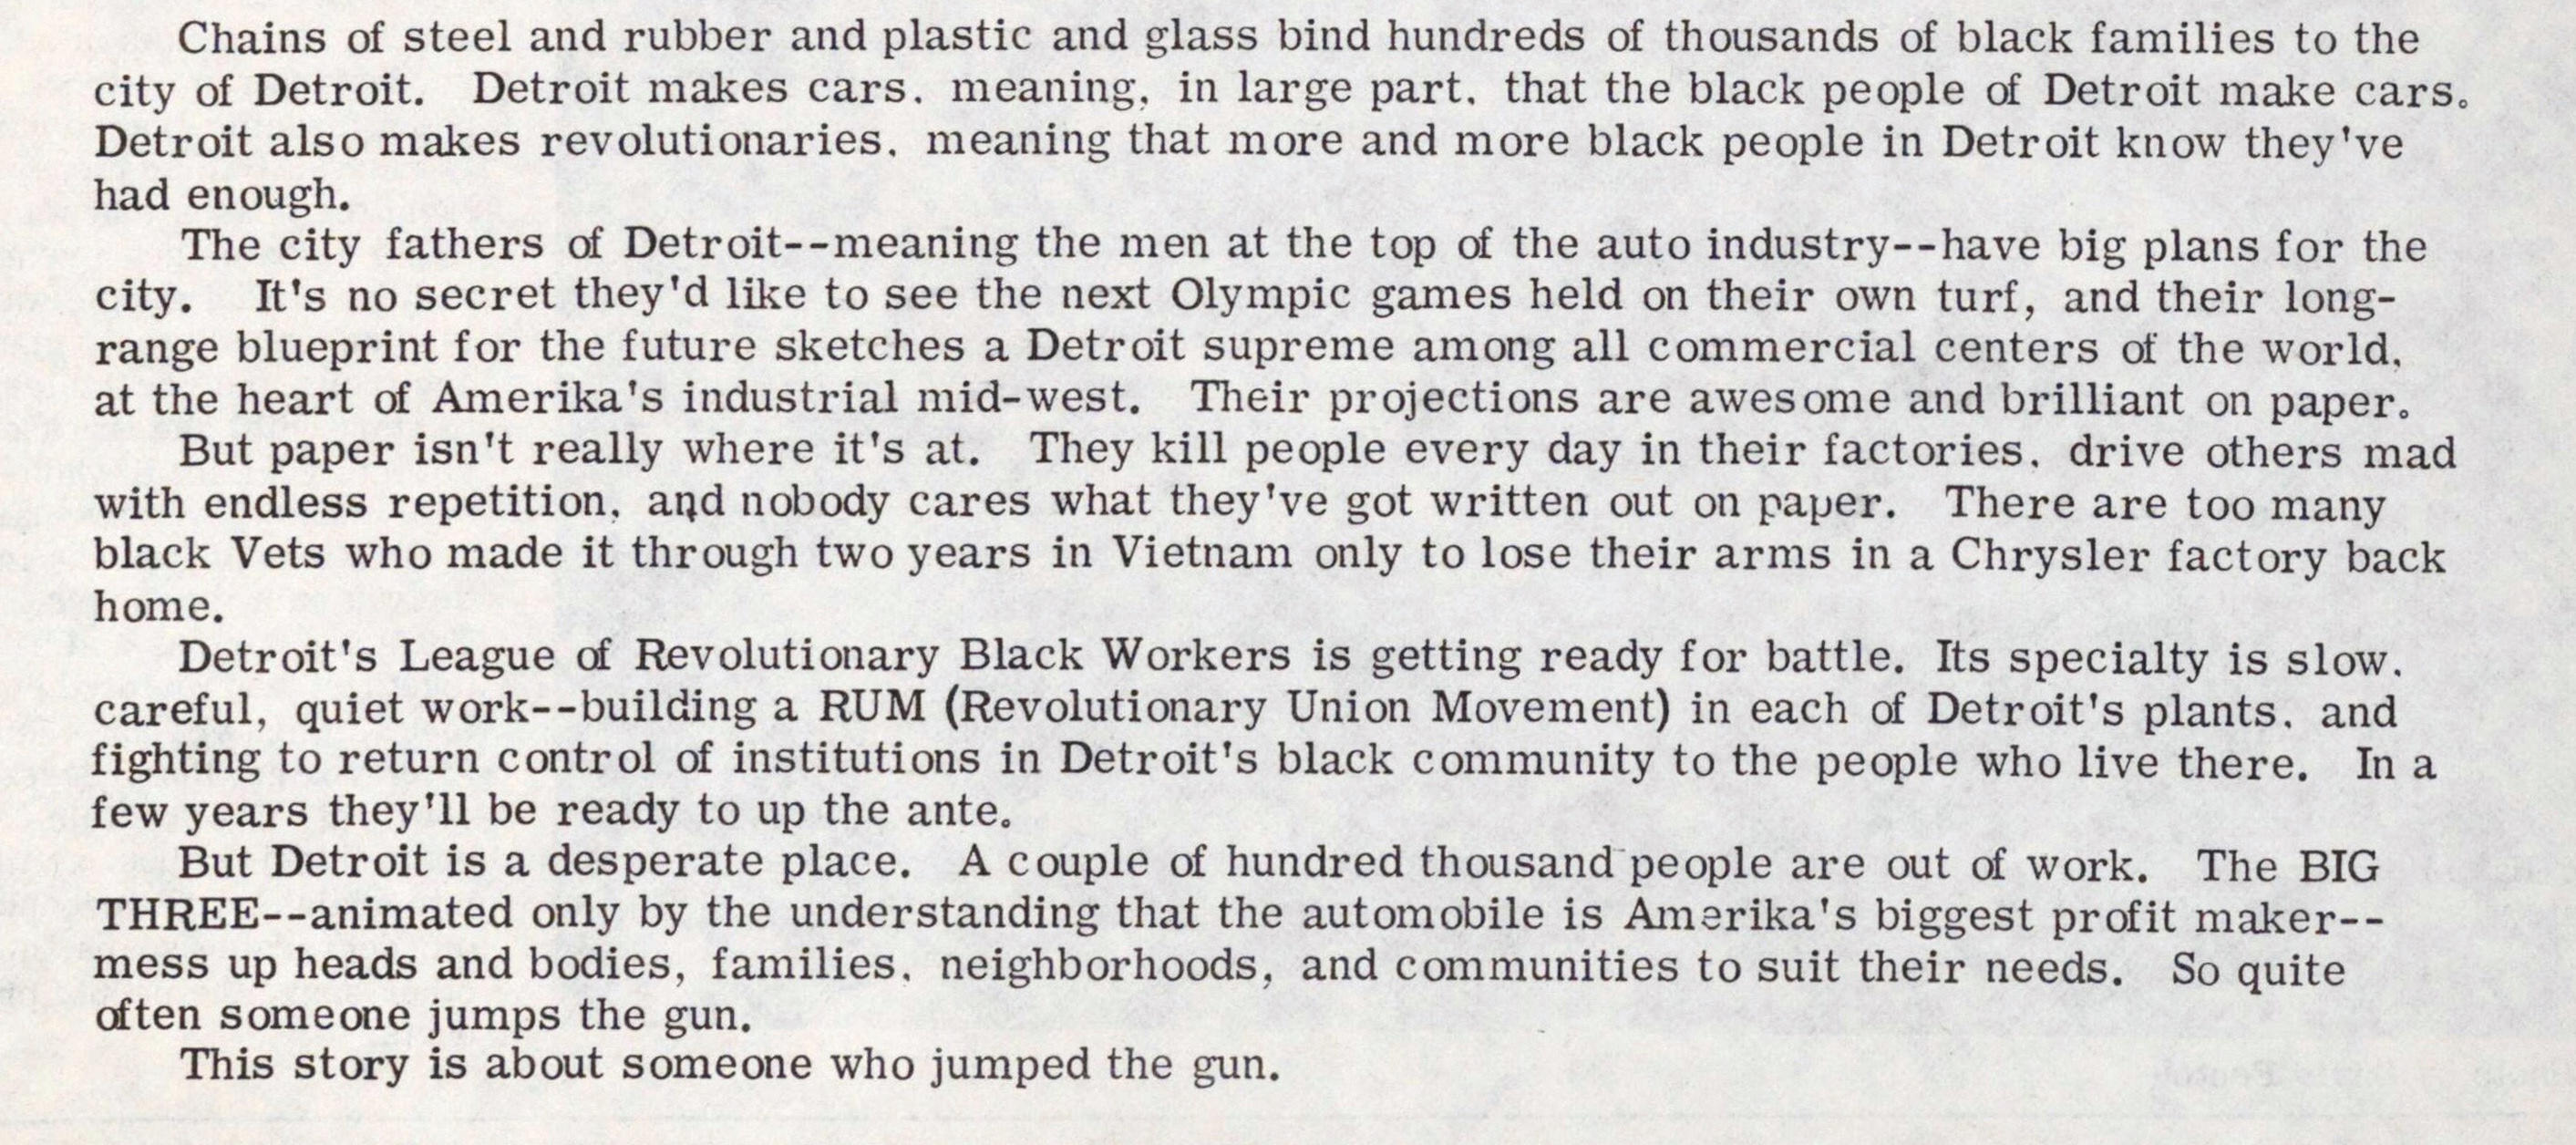 Chains of steel and rubber and plastic and glass bind hundreds of thousands of black families to the
city of Detroit. Detroit makes cars. meaning, in large part. that the black people of Detroit make cars.
Detroit also makes revolutionaries. meaning that more and more black people in Detroit know they've
had enough.
The city fathers of Detroit--meaning the men at the top of the auto industry--have big plans for the
city. It's no secret they'd like to see the next Olympic games held on their own turf, and their long-
range blueprint for the future sketches a Detroit supreme among all commercial centers of the world,
at the heart of Amerika's industrial mid-west. Their projections are awesome and brilliant on paper.
But paper isn't really where it's at. They kill people every day in their factories. drive others mad
with endless repetition, and nobody cares what they've got written out on paper. There are too many
black Vets who made it through two years in Vietnam only to lose their arms in a Chrysler factory back
home.
Detroit's League of Revolutionary Black Workers is getting ready for battle. Its specialty is slow.
careful, quiet work--building a RUM (Revolutionary Union Movement) in each of Detroit's plants. and
fighting to return control of institutions in Detroit's black community to the people who live there. In a
few years they'll be ready to up the ante.
But Detroit is a desperate place. A couple of hundred thousand people are out of work. The BIG
THREE--animated only by the understanding that the automobile is Amerika's biggest profit maker--
mess up heads and bodies, families. neighborhoods, and communities to suit their needs. So quite
often someone jumps the gun.
This story is about someone who jumped the gun.